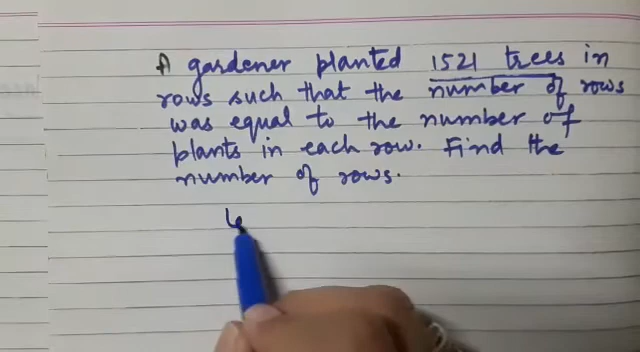 A gardener planted 1521 trees in
rows such that the number of rows
was equal to the number of
plants in each row. Find the
number of rows.